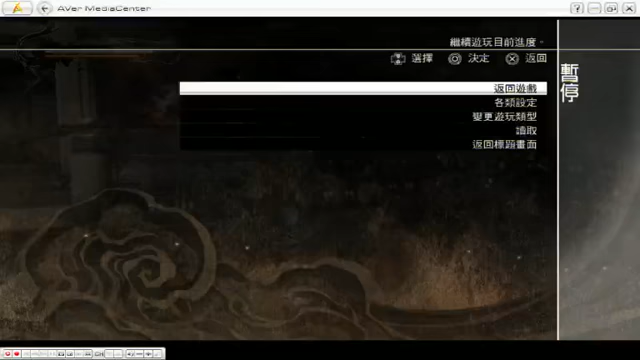 AVer MediaCenter
繼續遊玩目前進度。
選擇 決定 返回
暫停
返回遊戲
各類設定
變更遊玩類型
讀取
返回標題畫面